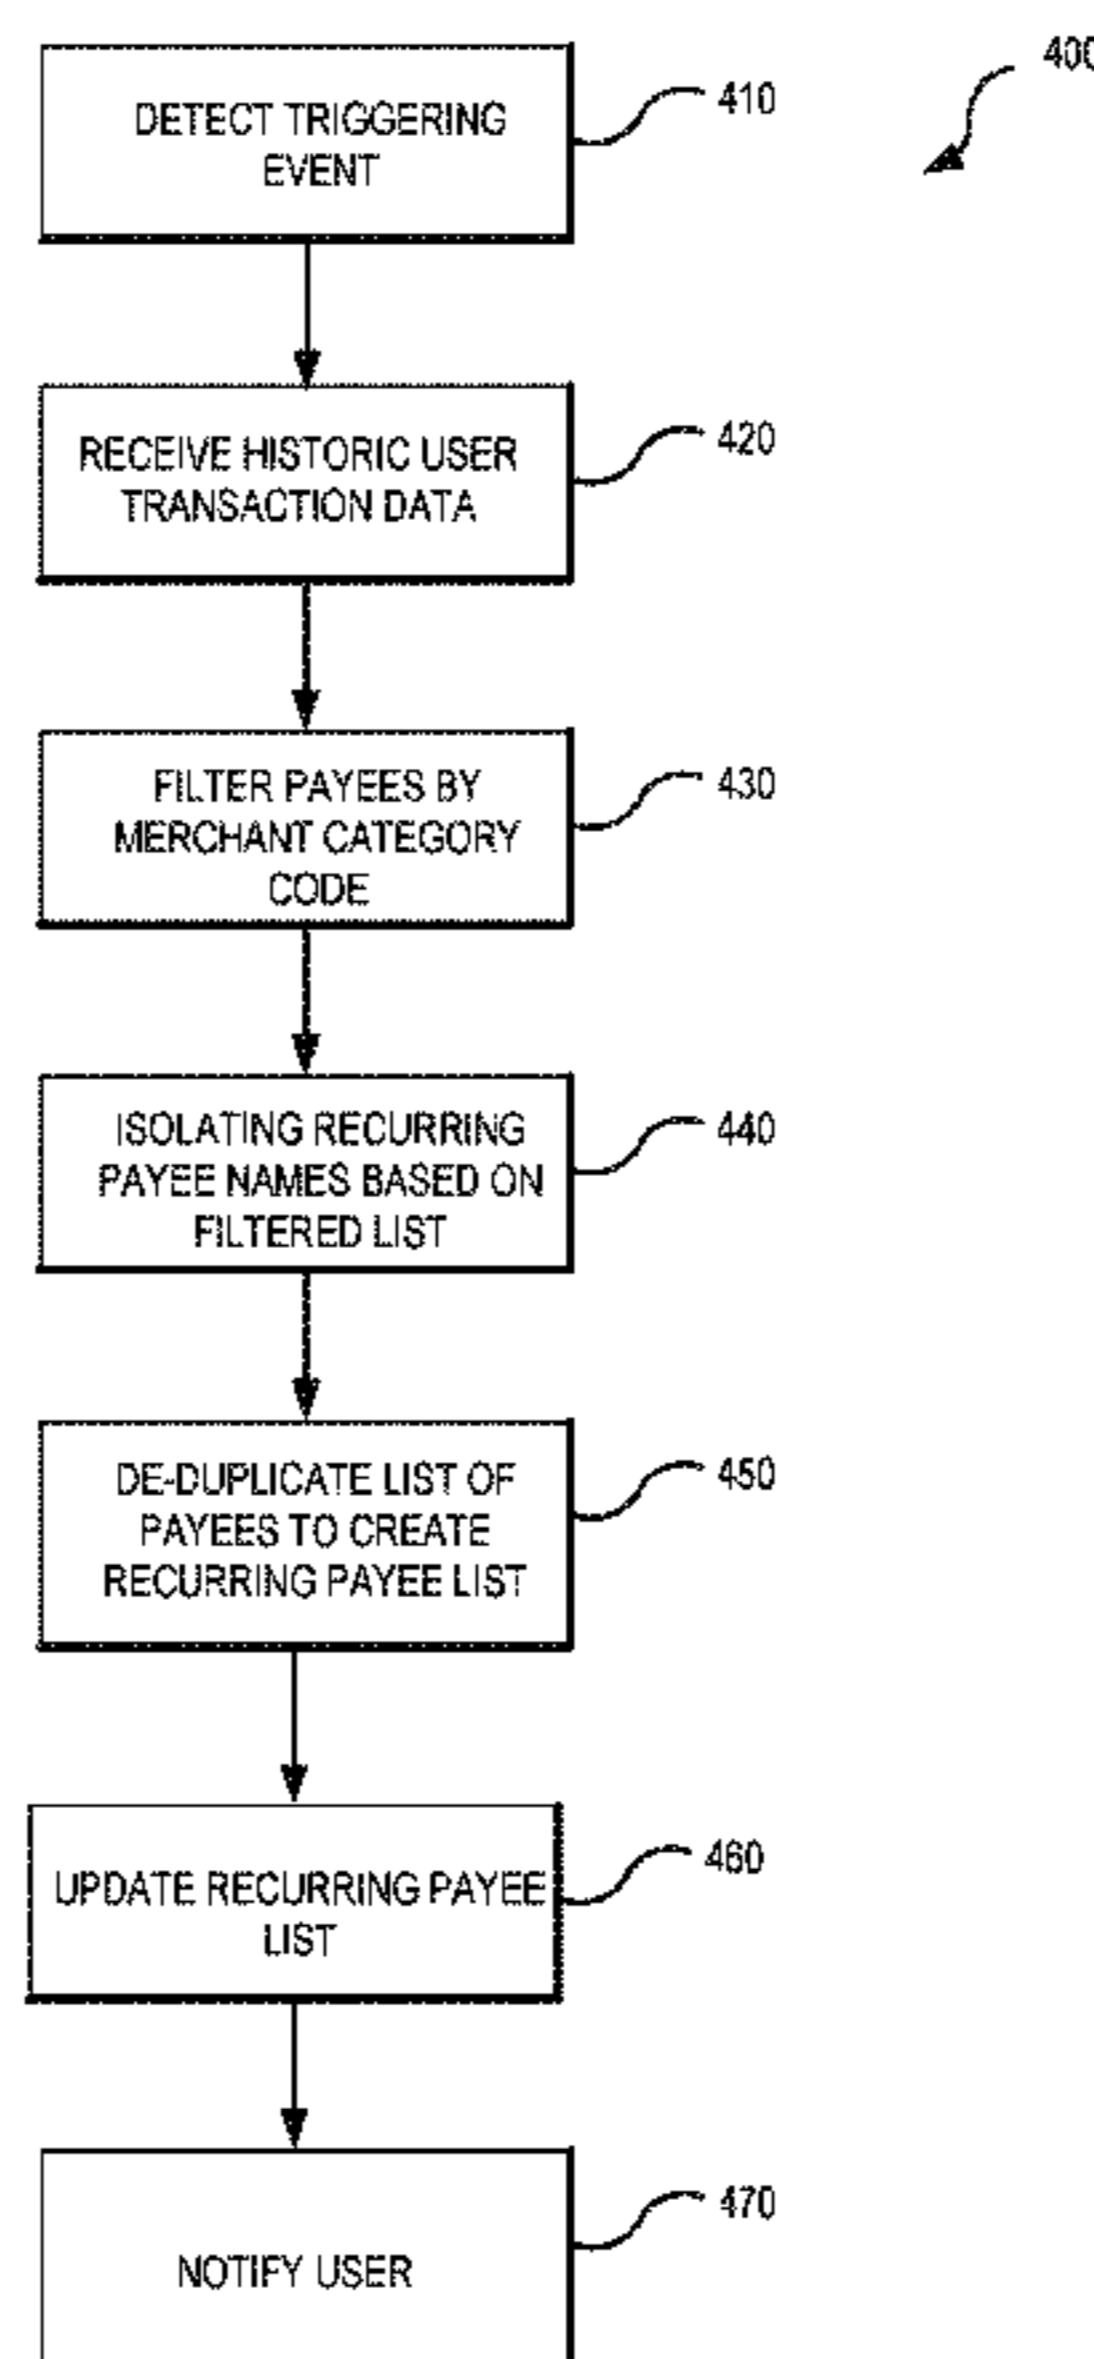 400
DETECT TRIGGERING
EVENT
410
RECEIVE HISTORIC USER
TRANSACTION DATA
420
FILTER PAYEES BY
MERCHANT CATEGORY
CODE
430
ISOLATING RECURRING
PAYEE NAMES BASED ON
FILTERED LIST
440
DE-DUPLICATE LIST OF
PAYEES TO CREATE
RECURRING PAYEE LIST
450
UPDATE RECURRING PAYEE
LIST
460
NOTIFY USER
470